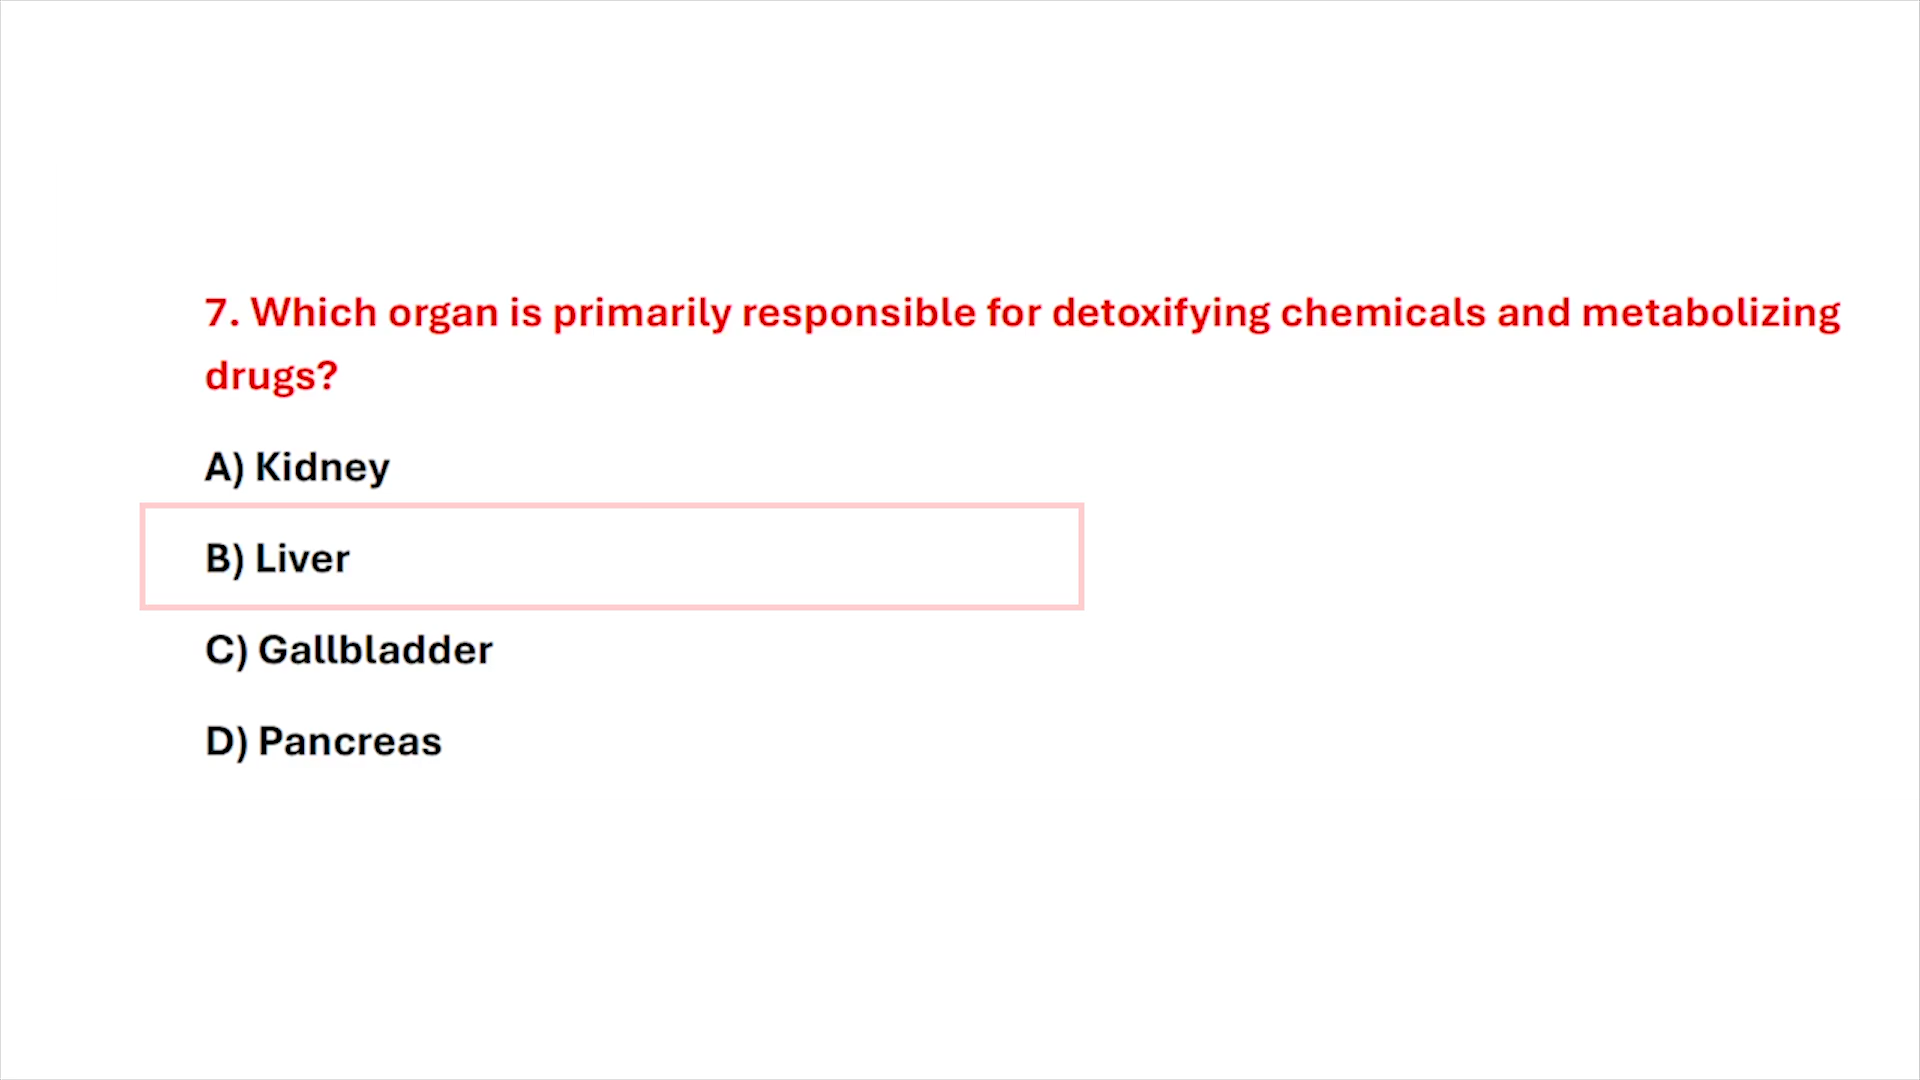 7. Which organ is primarily responsible for detoxifying chemicals and metabolizing
drugs?
A) Kidney
B) Liver
C) Gallbladder
D) Pancreas